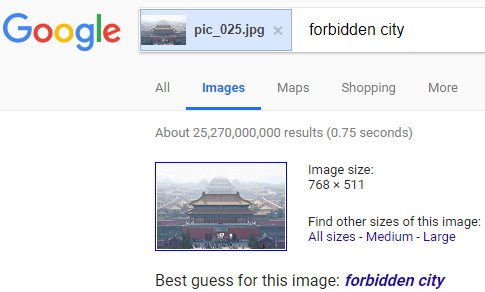 Google pic_025.jpg × forbidden city
All Images Maps Shopping More
About 25,270,000,000 results (0.75 seconds)
Image size:
768 × 511
Find other sizes of this image:
All sizes - Medium - Large
Best guess for this image: forbidden city